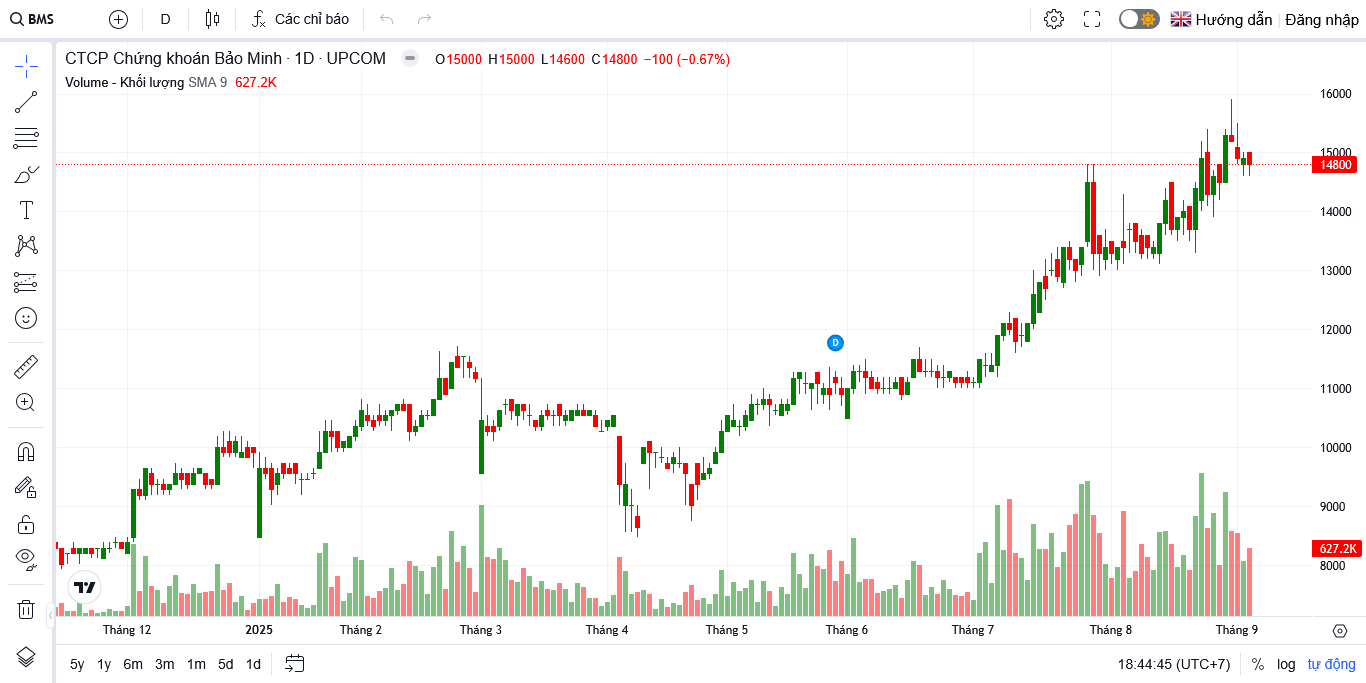 BMS D Các chỉ báo Hướng dẫn Đăng nhập
CTCP Chứng khoán Bảo Minh · 1D · UPCOM O15000 H15000 L14600 C14800 −100 (−0.67%)
Volume - Khối lượng SMA 9 627.2K
16000
15000
14800
14000
13000
12000
D
11000
10000
9000
627.2K
8000
Tháng 12 2025 Tháng 2 Tháng 3 Tháng 4 Tháng 5 Tháng 6 Tháng 7 Tháng 8 Tháng 9
5y 1y 6m 3m 1m 5d 1d 18:44:45 (UTC+7) % log tự động